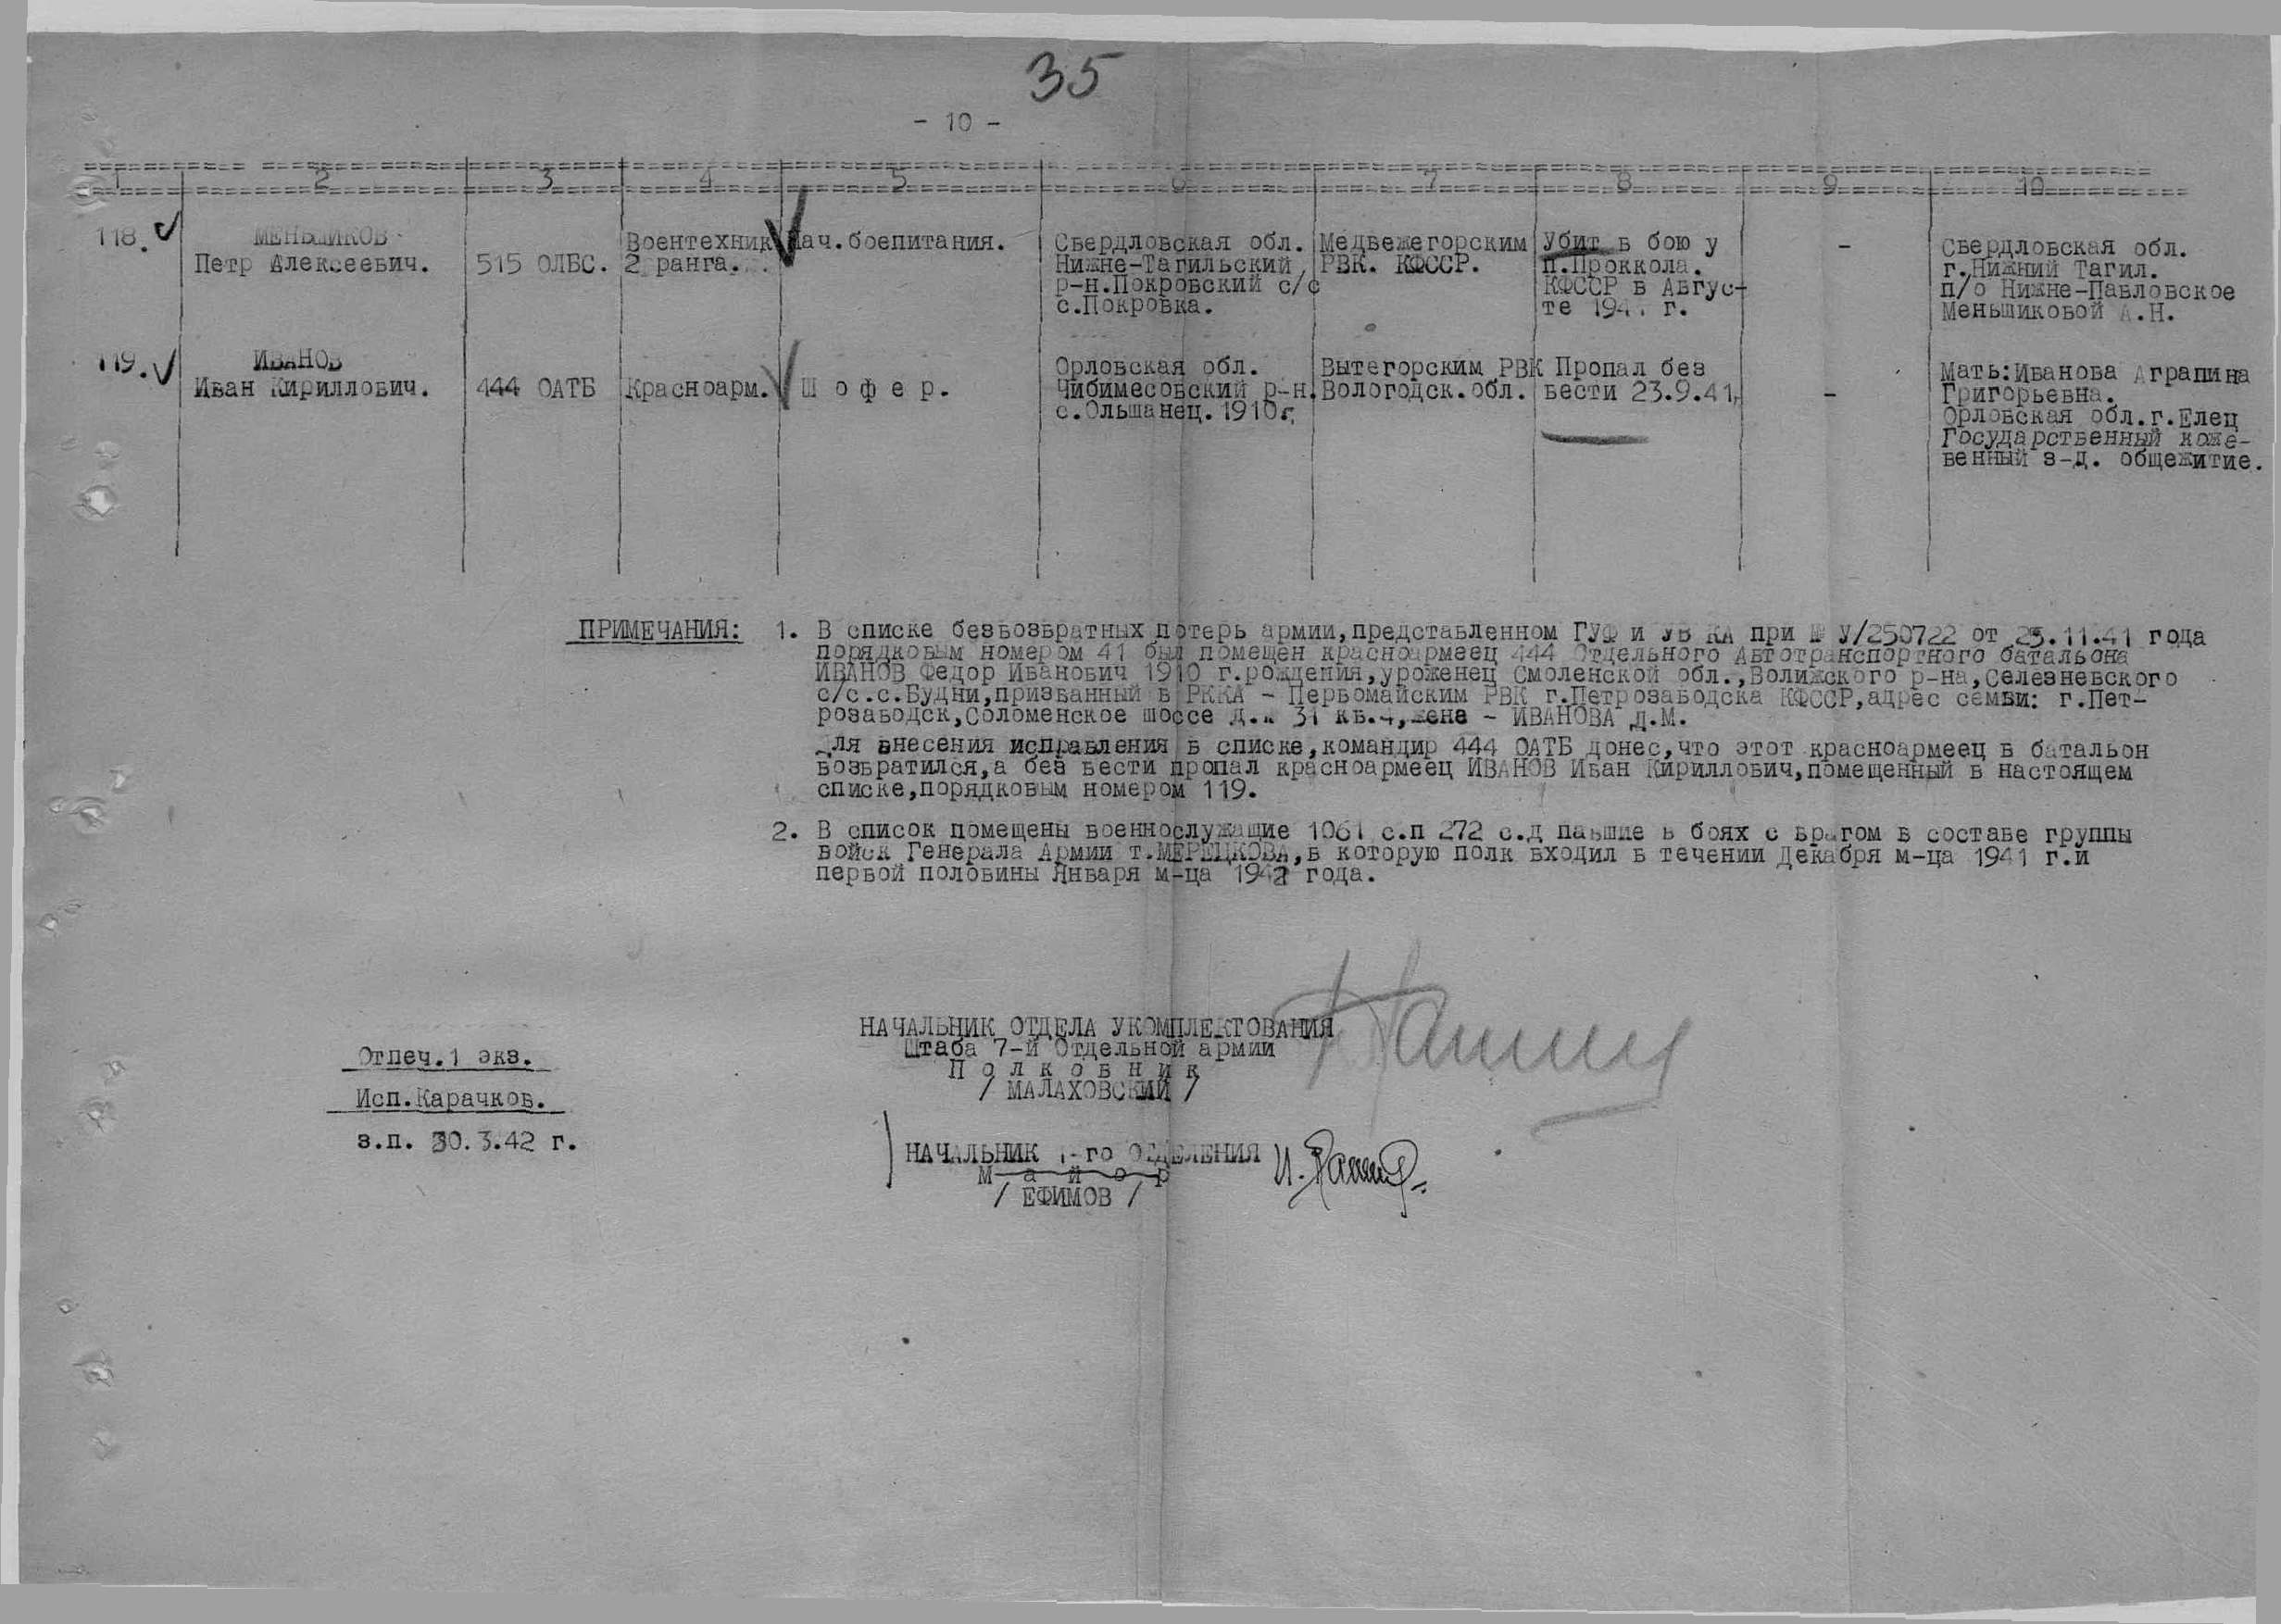 35
- 10 -
1 2 3 4 5 6 7 8 9 10
118. МЕНЬШИКОВ
Петр Алексеевич.
515 ОЛБС.
Воентехник
2 ранга.
Нач.боепитания.
Свердловская обл.
Нижне-Тагильский
р-н.Покровский с/с
с.Покровка.
Медвежегорским
РВК. КФССР.
Убит в бою у
п.Проккола.
КФССР в Авгус-
те 194 . г.
-
Свердловская обл.
г.Нижний Тагил.
п/о Нижне-Павловское
Меньшиковой А.Н.
119. ИВАНОВ
Иван Кириллович.
444 ОАТБ
Красноарм.
Ш о ф е р.
Орловская обл.
Чибимесовский р-н.
с.Ольшанец. 1910г.
Вытегорским РВК
Вологодск.обл.
Пропал без
вести 23.9.41г
-
Мать:Иванова Аграпина
Григорьевна.
Орловская обл.г.Елец
Государственный коже-
венный з-д. общежитие.
ПРИМЕЧАНИЯ: 1. В списке безвозвратных потерь армии,представленном ГУФ и УВ КА при № У/250722 от 25.11.41 года
порядковым номером 41 был помещен красноармеец 444 Отдельного Автотранспортного батальона
ИВАНОВ Федор Иванович 1910 г.рождения,уроженец Смоленской обл.,Волижского р-на,Селезневского
с/с.с.Будни,призванный в РККА - Первомайским РВК г.Петрозаводска КФССР,адрес семьи: г.Пет-
розаводск,Соломенское шоссе д.№ 31 кв.4,жена - ИВАНОВА Д.М.
Для внесения исправления в списке,командир 444 ОАТБ донес,что этот красноармеец в батальон
возвратился,а без вести пропал красноармеец ИВАНОВ Иван Кириллович,помещенный в настоящем
списке,порядковым номером 119.
2. В список помещены военнослужащие 1061 с.п 272 с.д павшие в боях с врагом в составе группы
войск Генерала Армии т.МЕРЕЦКОВА,в которую полк входил в течении Декабря м-ца 1941 г.и
первой половины Января м-ца 1942 года.
НАЧАЛЬНИК ОТДЕЛА УКОМПЛЕКТОВАНИЯ
Штаба 7-й Отдельной армии
П о л к о в н и к
/ МАЛАХОВСКИЙ /
Отпеч.1 экз.
Исп.Карачков.
з.п. 30.3.42 г.
НАЧАЛЬНИК 1-го ОТДЕЛЕНИЯ
М а й о р
/ ЕФИМОВ /